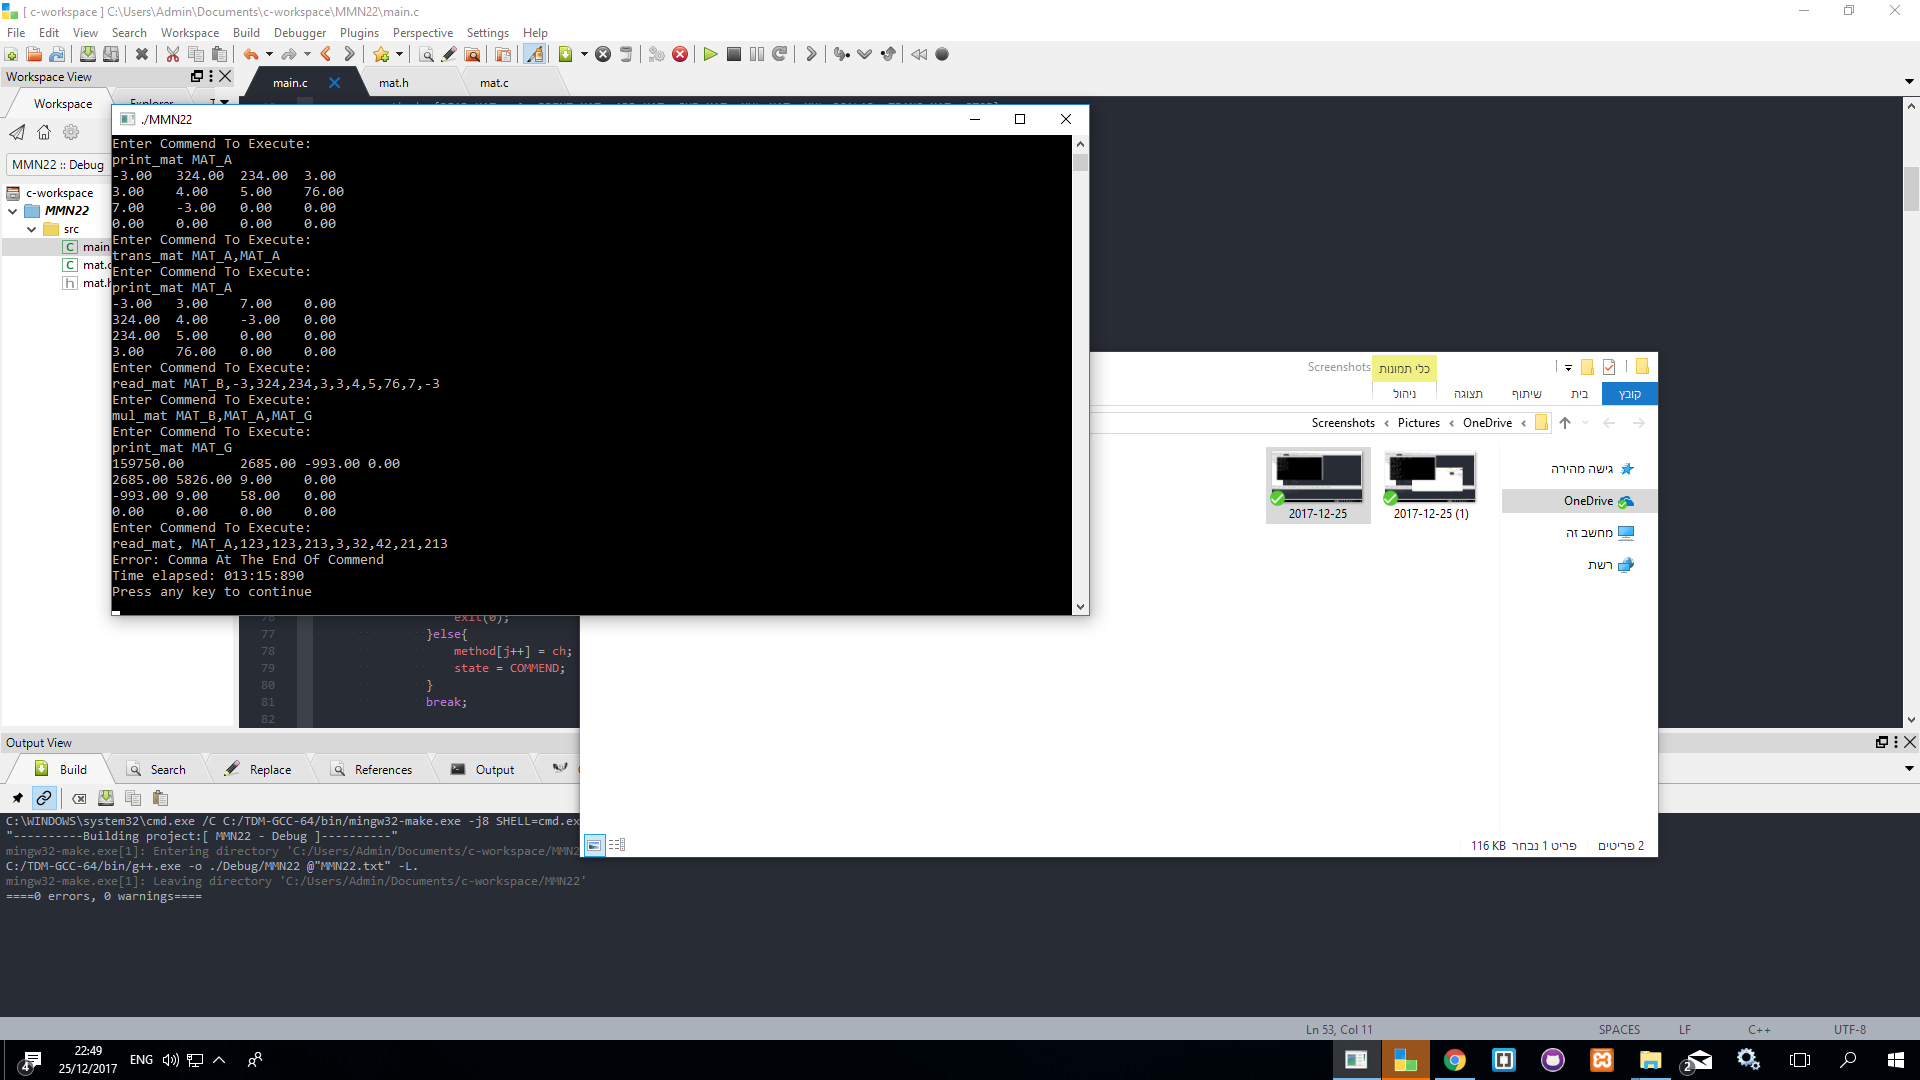 [ c-workspace ] C:\Users\Admin\Documents\c-workspace\MMN22\main.c
File Edit View Search Workspace Build Debugger Plugins Perspective Settings Help
Workspace View
main.c mat.h mat.c
Workspace Explorer
MMN22 :: Debug
c-workspace
MMN22
src
main
mat.c
mat.h
./MMN22
Enter Commend To Execute:
print_mat MAT_A
-3.00 324.00 234.00 3.00
3.00 4.00 5.00 76.00
7.00 -3.00 0.00 0.00
0.00 0.00 0.00 0.00
Enter Commend To Execute:
trans_mat MAT_A,MAT_A
Enter Commend To Execute:
print_mat MAT_A
-3.00 3.00 7.00 0.00
324.00 4.00 -3.00 0.00
234.00 5.00 0.00 0.00
3.00 76.00 0.00 0.00
Enter Commend To Execute:
read_mat MAT_B,-3,324,234,3,3,4,5,76,7,-3
Enter Commend To Execute:
mul_mat MAT_B,MAT_A,MAT_G
Enter Commend To Execute:
print_mat MAT_G
159750.00 2685.00 -993.00 0.00
2685.00 5826.00 9.00 0.00
-993.00 9.00 58.00 0.00
0.00 0.00 0.00 0.00
Enter Commend To Execute:
read_mat, MAT_A,123,123,213,3,32,42,21,213
Error: Comma At The End Of Commend
Time elapsed: 013:15:890
Press any key to continue
76 exit(0);
77 }else{
78 method[j++] = ch;
79 state = COMMEND;
80 }
81 break;
82
Screenshots כלי תמונות
קובץ בית שיתוף תצוגה ניהול
Screenshots Pictures OneDrive
גישה מהירה
OneDrive
מחשב זה
רשת
2017-12-25
2017-12-25 (1)
2 פריטים פריט 1 נבחר 116 KB
Output View
Build Search Replace References Output
C:\WINDOWS\system32\cmd.exe /C C:/TDM-GCC-64/bin/mingw32-make.exe -j8 SHELL=cmd.ex
"----------Building project:[ MMN22 - Debug ]----------"
mingw32-make.exe[1]: Entering directory 'C:/Users/Admin/Documents/c-workspace/MMN2
C:/TDM-GCC-64/bin/g++.exe -o ./Debug/MMN22 @"MMN22.txt" -L.
mingw32-make.exe[1]: Leaving directory 'C:/Users/Admin/Documents/c-workspace/MMN22'
====0 errors, 0 warnings====
Ln 53, Col 11 SPACES LF C++ UTF-8
4
22:49
25/12/2017
ENG
2